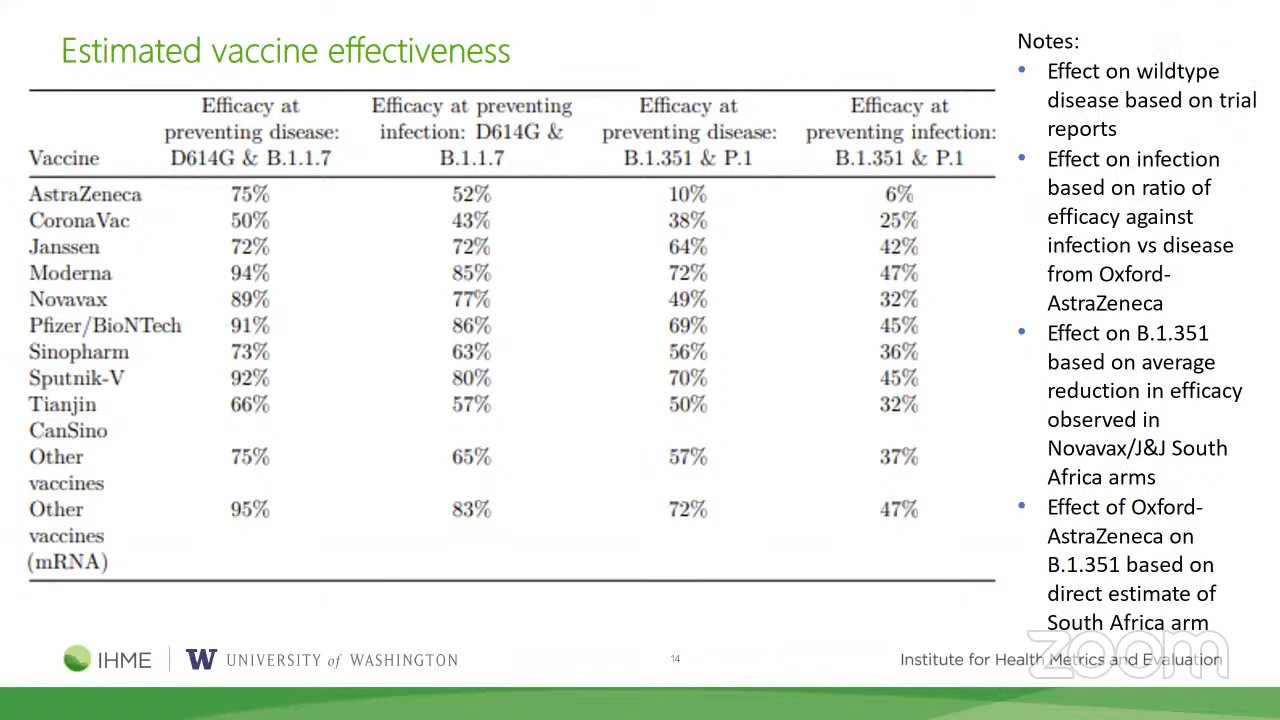 Estimated vaccine effectiveness
Efficacy at Efficacy at preventing Efficacy at Efficacy at
preventing disease: infection: D614G & preventing disease: preventing infection:
Vaccine D614G & B.1.1.7 B.1.1.7 B.1.351 & P.1 B.1.351 & P.1
AstraZeneca 75% 52% 10% 6%
CoronaVac 50% 43% 38% 25%
Janssen 72% 72% 64% 42%
Moderna 94% 85% 72% 47%
Novavax 89% 77% 49% 32%
Pfizer/BioNTech 91% 86% 69% 45%
Sinopharm 73% 63% 56% 36%
Sputnik-V 92% 80% 70% 45%
Tianjin 66% 57% 50% 32%
CanSino
Other 75% 65% 57% 37%
vaccines
Other 95% 83% 72% 47%
vaccines
(mRNA)
Notes:
• Effect on wildtype
disease based on trial
reports
• Effect on infection
based on ratio of
efficacy against
infection vs disease
from Oxford-
AstraZeneca
• Effect on B.1.351
based on average
reduction in efficacy
observed in
Novavax/J&J South
Africa arms
• Effect of Oxford-
AstraZeneca on
B.1.351 based on
direct estimate of
South Africa arm
IHME W UNIVERSITY of WASHINGTON
14
Institute for Health Metrics and Evaluation
zoom